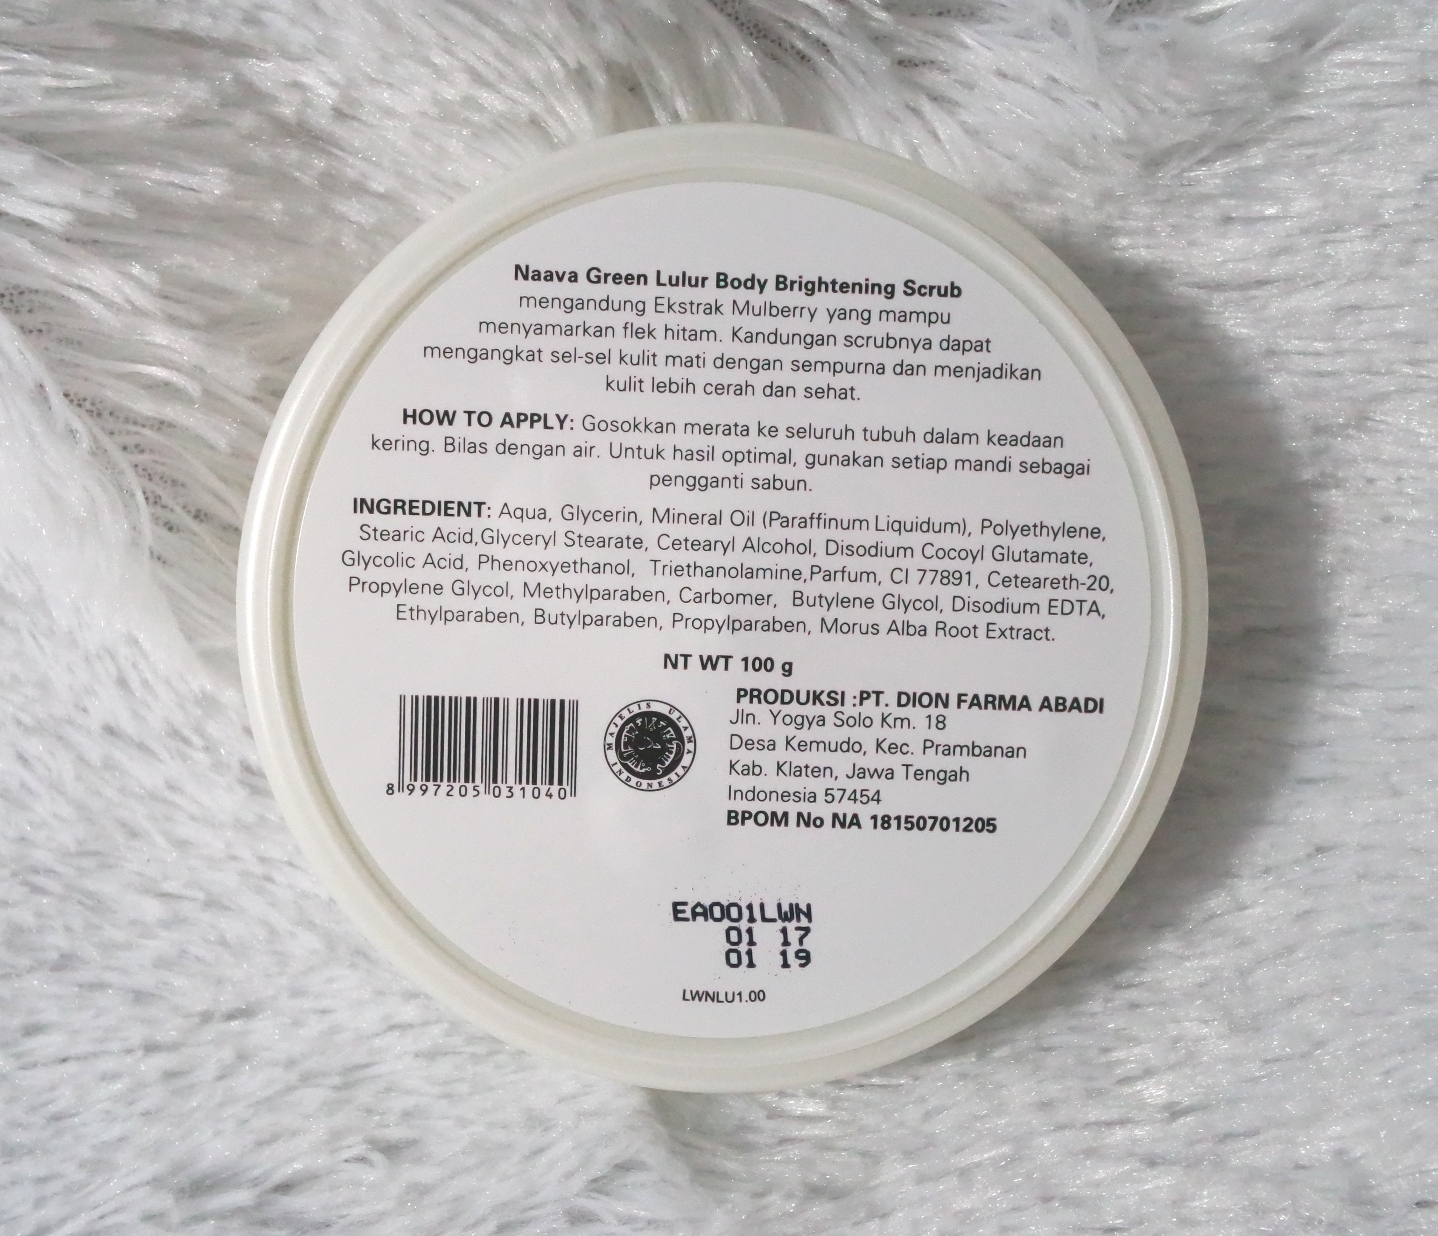 Naava Green Lulur Body Brightening Scrub
mengandung Ekstrak Mulberry yang mampu
menyamarkan flek hitam. Kandungan scrubnya dapat
mengangkat sel-sel kulit mati dengan sempurna dan menjadikan
kulit lebih cerah dan sehat.
HOW TO APPLY: Gosokkan merata ke seluruh tubuh dalam keadaan
kering. Bilas dengan air. Untuk hasil optimal, gunakan setiap mandi sebagai
pengganti sabun.
INGREDIENT: Aqua, Glycerin, Mineral Oil (Paraffinum Liquidum), Polyethylene,
Stearic Acid,Glyceryl Stearate, Cetearyl Alcohol, Disodium Cocoyl Glutamate,
Glycolic Acid, Phenoxyethanol, Triethanolamine,Parfum, CI 77891, Ceteareth-20,
Propylene Glycol, Methylparaben, Carbomer, Butylene Glycol, Disodium EDTA,
Ethylparaben, Butylparaben, Propylparaben, Morus Alba Root Extract.
NT WT 100 g
8 997205 031040
MAJELIS ULAMA INDONESIA
PRODUKSI :PT. DION FARMA ABADI
Jln. Yogya Solo Km. 18
Desa Kemudo, Kec. Prambanan
Kab. Klaten, Jawa Tengah
Indonesia 57454
BPOM No NA 18150701205
EA001LWN
01 17
01 19
LWNLU1.00